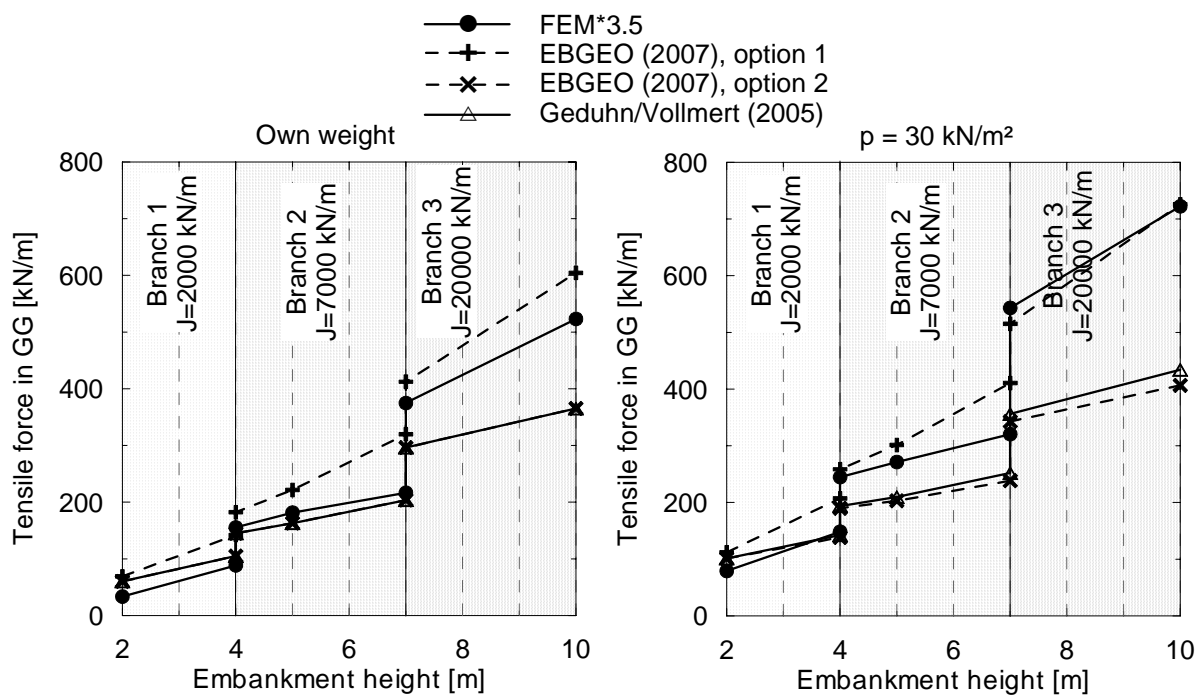 FEM*3.5
EBGEO (2007), option 1
EBGEO (2007), option 2
Geduhn/Vollmert (2005)
Own weight
800
600
400
200
0
Tensile force in GG [kN/m]
Branch 1
J=2000 kN/m
Branch 2
J=7000 kN/m
Branch 3
J=20000 kN/m
2
4
6
8
10
Embankment height [m]
p = 30 kN/m²
800
600
400
200
0
Tensile force in GG [kN/m]
Branch 1
J=2000 kN/m
Branch 2
J=7000 kN/m
Branch 3
J=20000 kN/m
2
4
6
8
10
Embankment height [m]